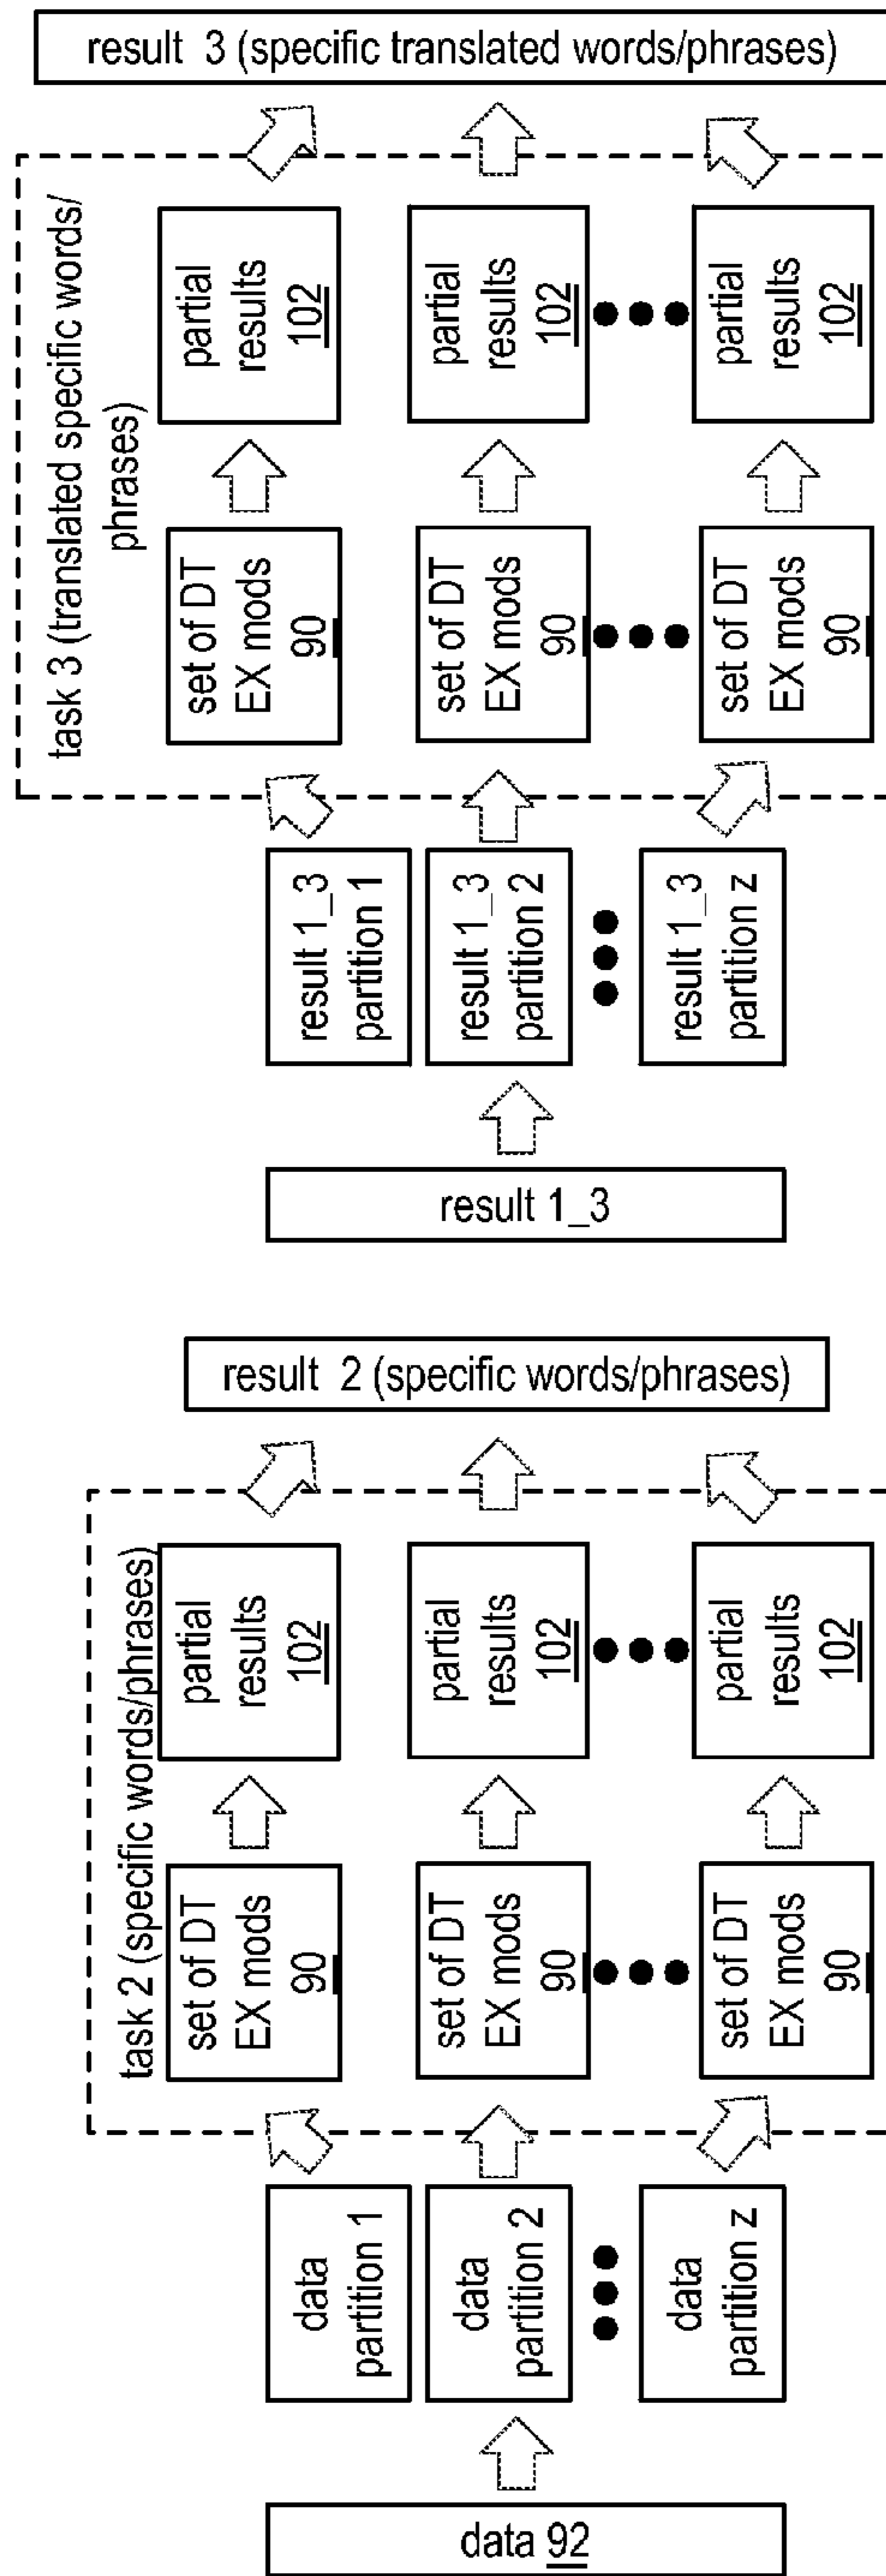 data 92
data
partition 1
data
partition 2
data
partition z
task 2 (specific words/phrases)
set of DT
EX mods
90
set of DT
EX mods
90
set of DT
EX mods
90
partial
results
102
partial
results
102
partial
results
102
result 2 (specific words/phrases)
result 1_3
result 1_3
partition 1
result 1_3
partition 2
result 1_3
partition z
task 3 (translated specific words/
phrases)
set of DT
EX mods
90
set of DT
EX mods
90
set of DT
EX mods
90
partial
results
102
partial
results
102
partial
results
102
result 3 (specific translated words/phrases)